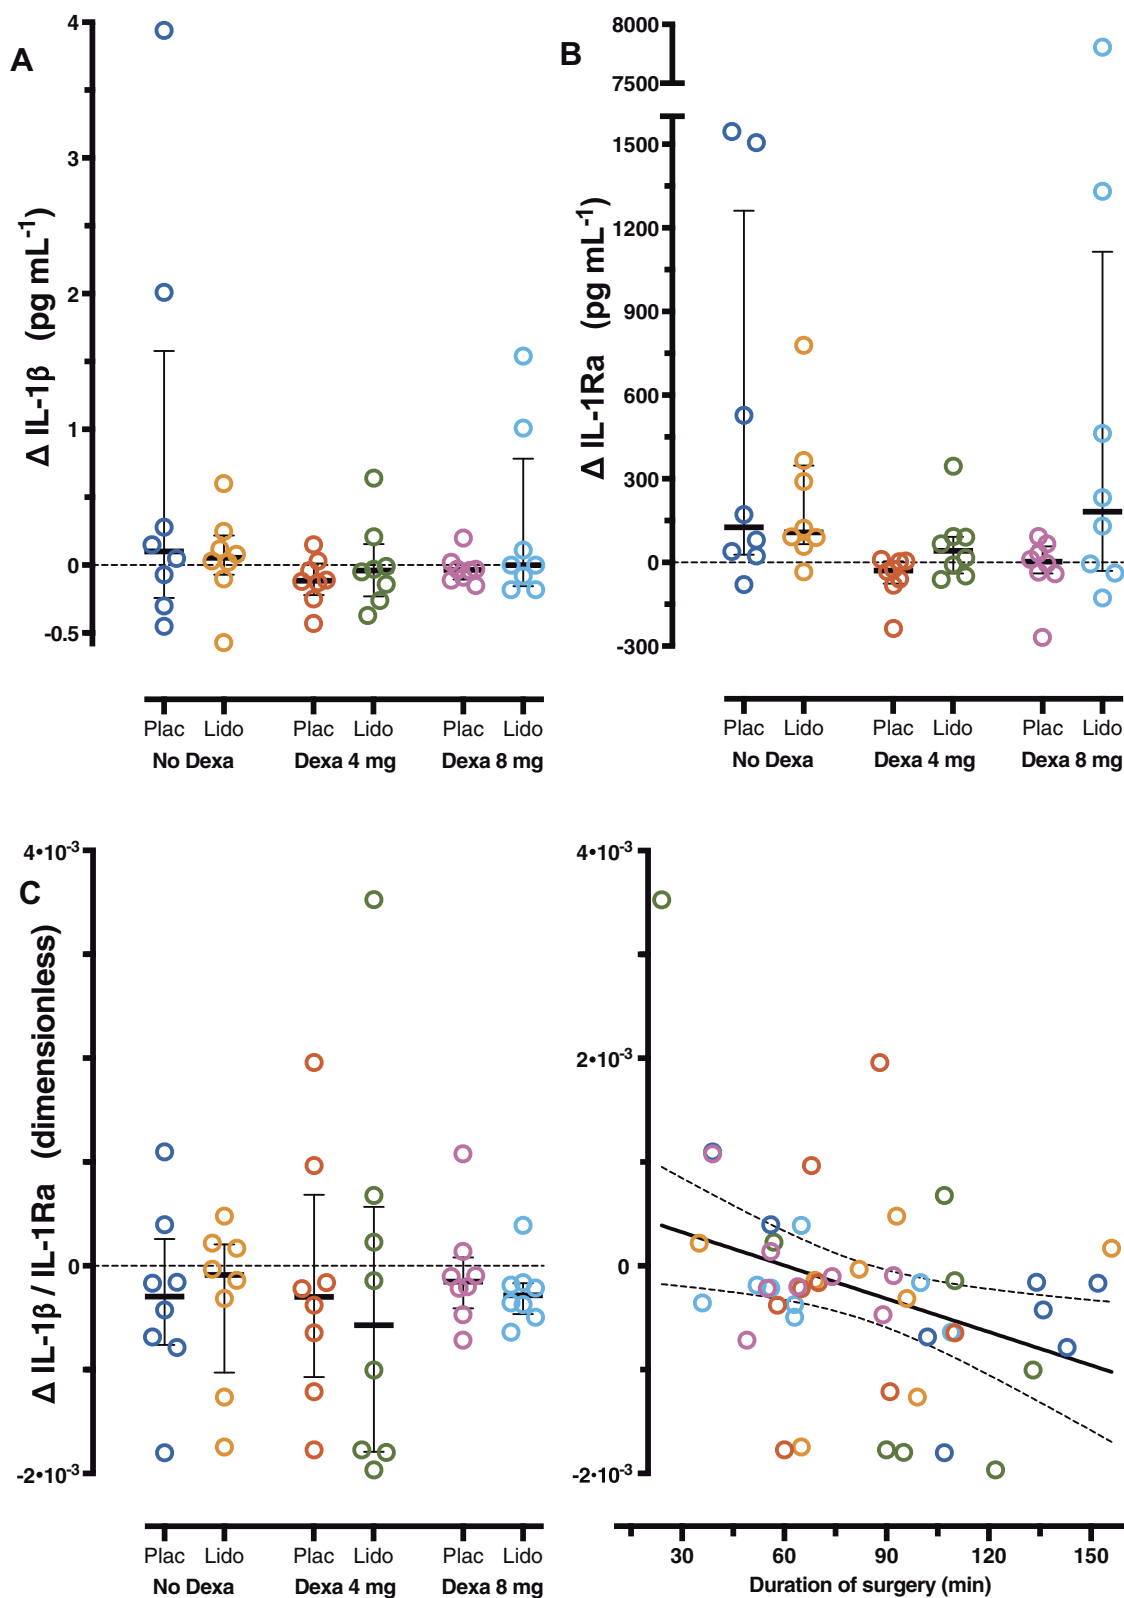 A
Δ IL-1β (pg mL⁻¹)
4
3
2
1
0
-0.5
Plac Lido Plac Lido Plac Lido
No Dexa Dexa 4 mg Dexa 8 mg
B
Δ IL-1Ra (pg mL⁻¹)
8000
7500
1500
1200
900
600
300
0
-300
Plac Lido Plac Lido Plac Lido
No Dexa Dexa 4 mg Dexa 8 mg
C
Δ IL-1β / IL-1Ra (dimensionless)
4•10⁻³
0
-2•10⁻³
Plac Lido Plac Lido Plac Lido
No Dexa Dexa 4 mg Dexa 8 mg
4•10⁻³
2•10⁻³
0
-2•10⁻³
30 60 90 120 150
Duration of surgery (min)